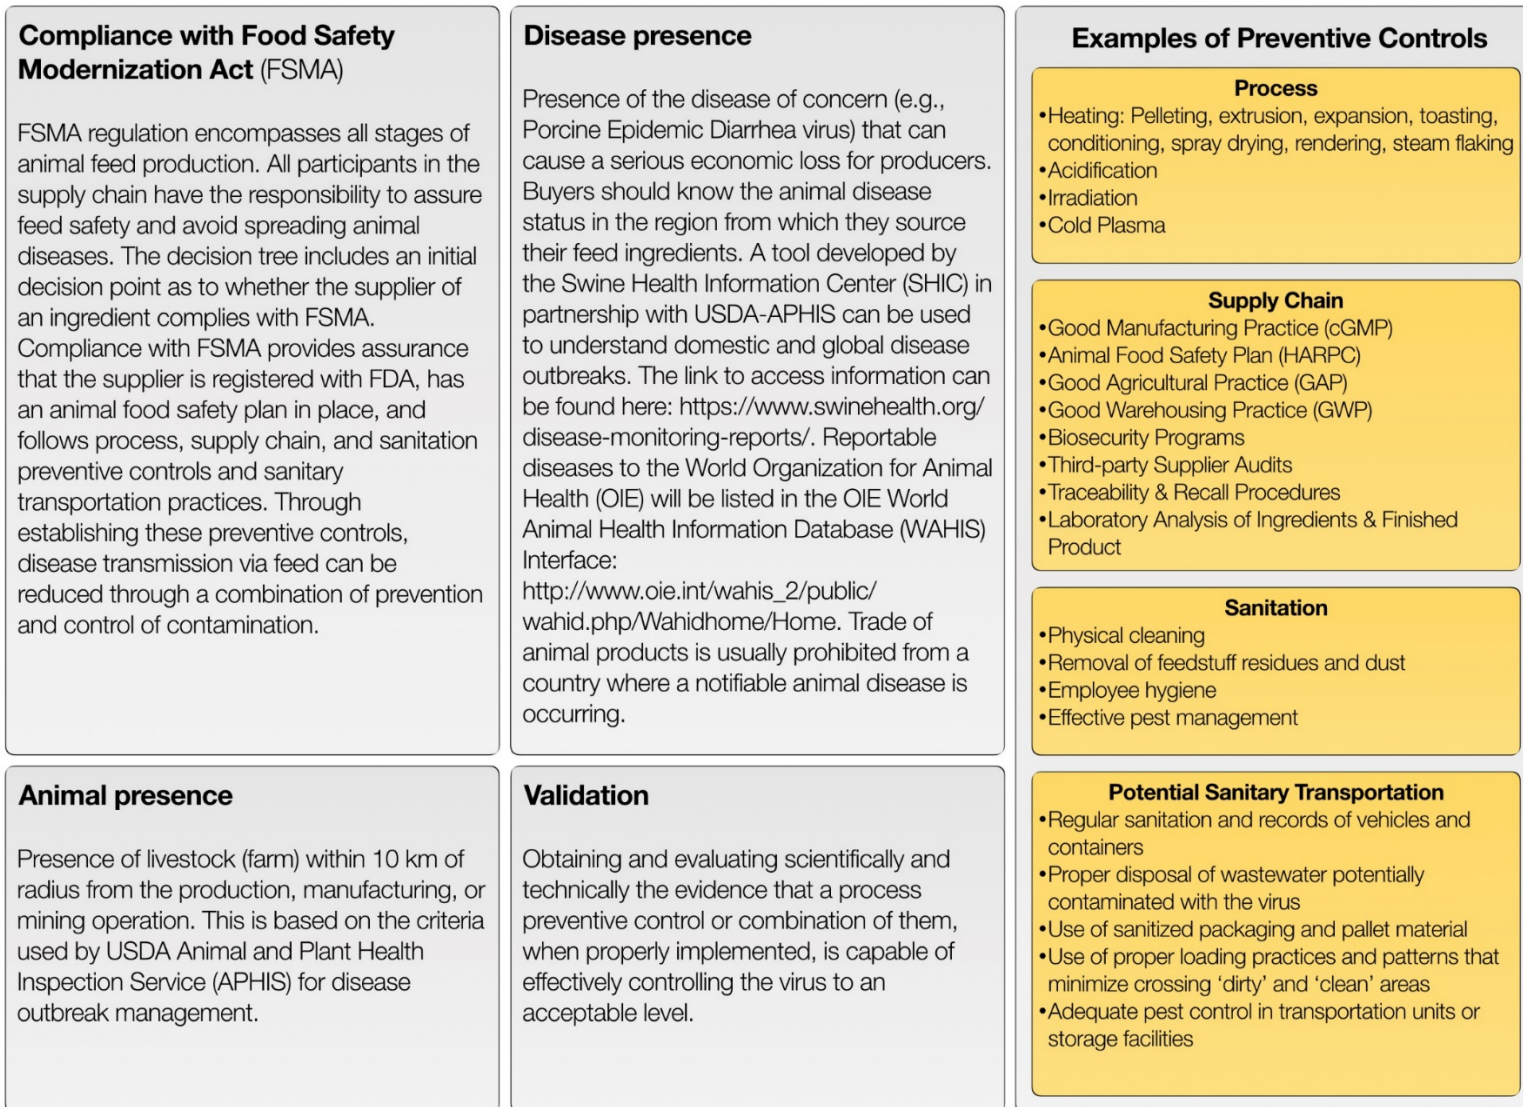 Compliance with Food Safety
Modernization Act (FSMA)
FSMA regulation encompasses all stages of
animal feed production. All participants in the
supply chain have the responsibility to assure
feed safety and avoid spreading animal
diseases. The decision tree includes an initial
decision point as to whether the supplier of
an ingredient complies with FSMA.
Compliance with FSMA provides assurance
that the supplier is registered with FDA, has
an animal food safety plan in place, and
follows process, supply chain, and sanitation
preventive controls and sanitary
transportation practices. Through
establishing these preventive controls,
disease transmission via feed can be
reduced through a combination of prevention
and control of contamination.
Disease presence
Presence of the disease of concern (e.g.,
Porcine Epidemic Diarrhea virus) that can
cause a serious economic loss for producers.
Buyers should know the animal disease
status in the region from which they source
their feed ingredients. A tool developed by
the Swine Health Information Center (SHIC) in
partnership with USDA-APHIS can be used
to understand domestic and global disease
outbreaks. The link to access information can
be found here: https://www.swinehealth.org/
disease-monitoring-reports/. Reportable
diseases to the World Organization for Animal
Health (OIE) will be listed in the OIE World
Animal Health Information Database (WAHIS)
Interface:
http://www.oie.int/wahis_2/public/
wahid.php/Wahidhome/Home. Trade of
animal products is usually prohibited from a
country where a notifiable animal disease is
occurring.
Animal presence
Presence of livestock (farm) within 10 km of
radius from the production, manufacturing, or
mining operation. This is based on the criteria
used by USDA Animal and Plant Health
Inspection Service (APHIS) for disease
outbreak management.
Validation
Obtaining and evaluating scientifically and
technically the evidence that a process
preventive control or combination of them,
when properly implemented, is capable of
effectively controlling the virus to an
acceptable level.
Examples of Preventive Controls
Process
•Heating: Pelleting, extrusion, expansion, toasting,
conditioning, spray drying, rendering, steam flaking
•Acidification
•Irradiation
•Cold Plasma
Supply Chain
•Good Manufacturing Practice (cGMP)
•Animal Food Safety Plan (HARPC)
•Good Agricultural Practice (GAP)
•Good Warehousing Practice (GWP)
•Biosecurity Programs
•Third-party Supplier Audits
•Traceability & Recall Procedures
•Laboratory Analysis of Ingredients & Finished
Product
Sanitation
•Physical cleaning
•Removal of feedstuff residues and dust
•Employee hygiene
•Effective pest management
Potential Sanitary Transportation
•Regular sanitation and records of vehicles and
containers
•Proper disposal of wastewater potentially
contaminated with the virus
•Use of sanitized packaging and pallet material
•Use of proper loading practices and patterns that
minimize crossing ‘dirty’ and ‘clean’ areas
•Adequate pest control in transportation units or
storage facilities